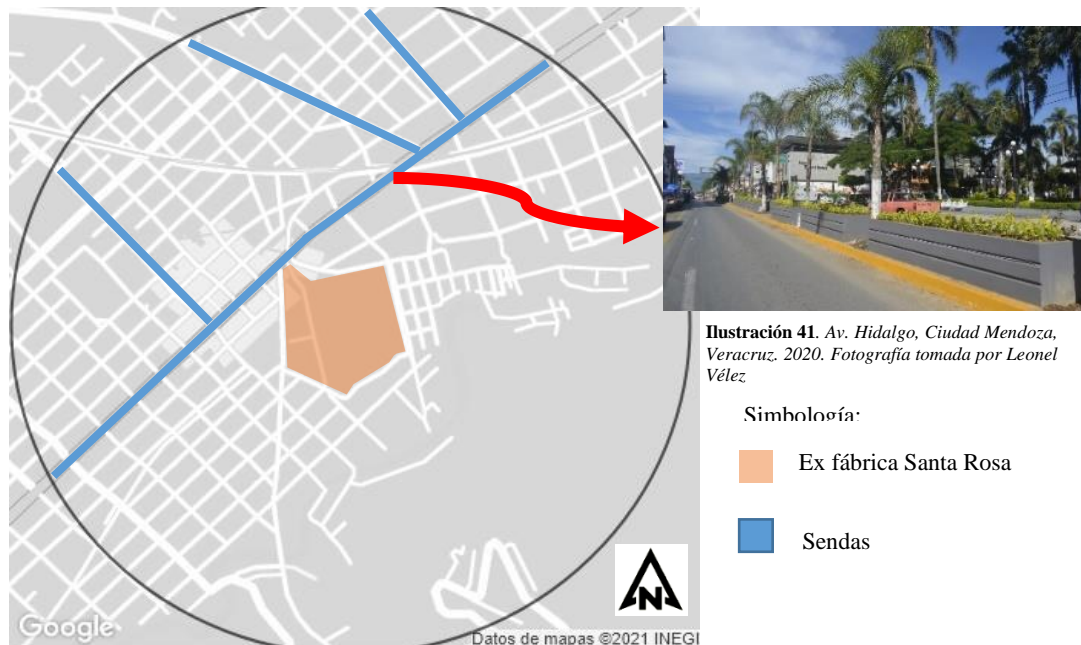 Ilustración 41. Av. Hidalgo, Ciudad Mendoza,
Veracruz. 2020. Fotografía tomada por Leonel
Vélez
Simbología:
Ex fábrica Santa Rosa
Sendas
N
Google
Datos de mapas ©2021 INEGI